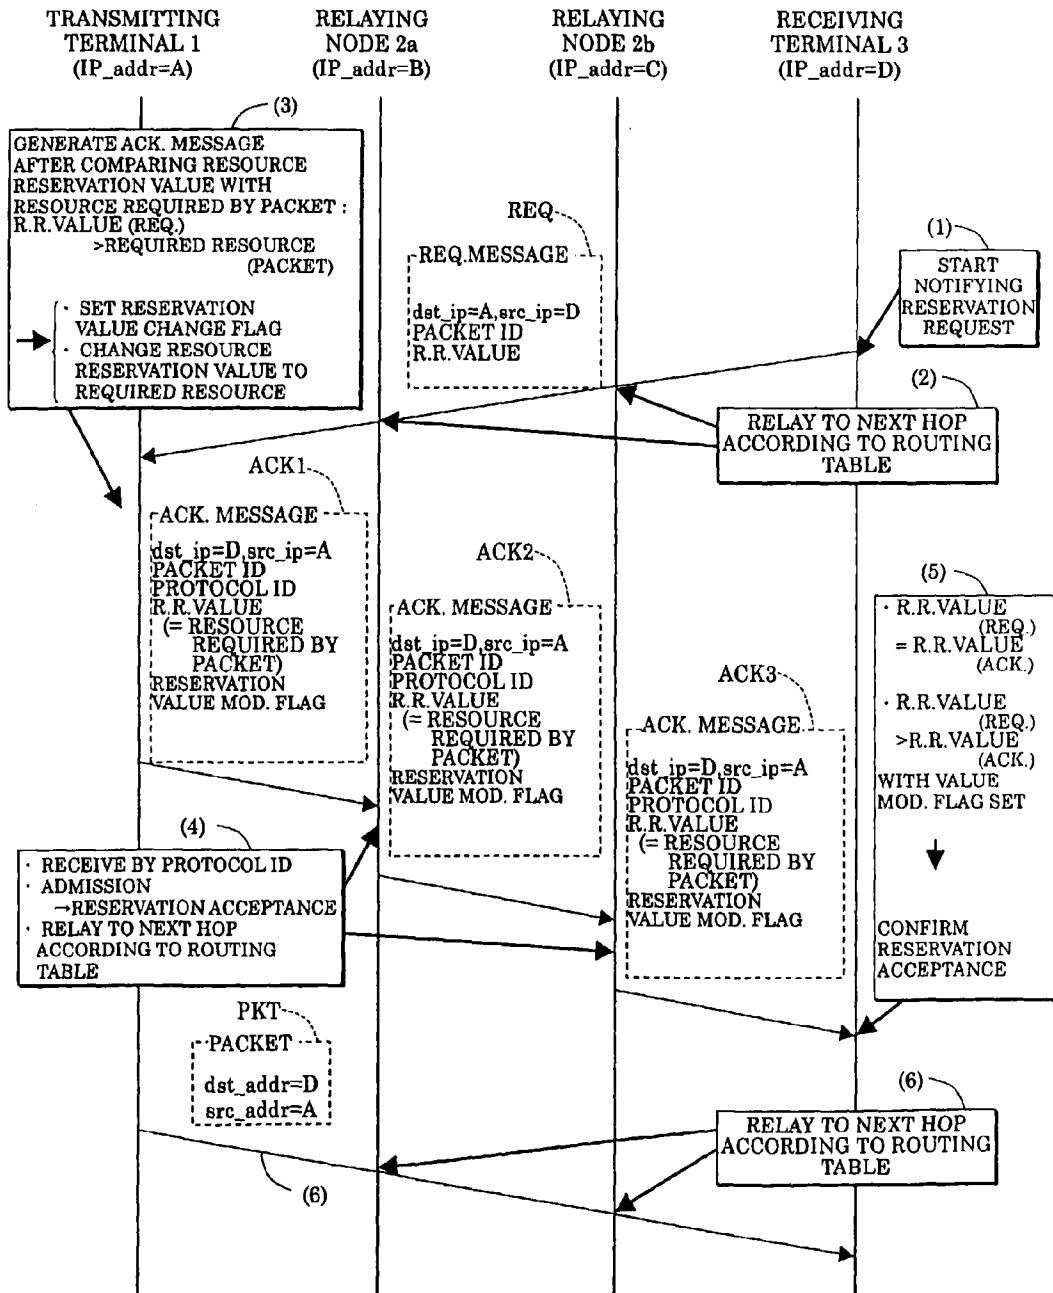 TRANSMITTING
TERMINAL 1
(IP_addr=A)
RELAYING
NODE 2a
(IP_addr=B)
RELAYING
NODE 2b
(IP_addr=C)
RECEIVING
TERMINAL 3
(IP_addr=D)
(3)
GENERATE ACK. MESSAGE
AFTER COMPARING RESOURCE
RESERVATION VALUE WITH
RESOURCE REQUIRED BY PACKET :
R.R.VALUE (REQ.)
>REQUIRED RESOURCE
(PACKET)
· SET RESERVATION
VALUE CHANGE FLAG
· CHANGE RESOURCE
RESERVATION VALUE TO
REQUIRED RESOURCE
REQ
REQ.MESSAGE
dst_ip=A,src_ip=D
PACKET ID
R.R.VALUE
(1)
START
NOTIFYING
RESERVATION
REQUEST
(2)
RELAY TO NEXT HOP
ACCORDING TO ROUTING
TABLE
ACK1
ACK. MESSAGE
dst_ip=D,src_ip=A
PACKET ID
PROTOCOL ID
R.R.VALUE
(= RESOURCE
REQUIRED BY
PACKET)
RESERVATION
VALUE MOD. FLAG
ACK2
ACK. MESSAGE
dst_ip=D,src_ip=A
PACKET ID
PROTOCOL ID
R.R.VALUE
(= RESOURCE
REQUIRED BY
PACKET)
RESERVATION
VALUE MOD. FLAG
ACK3
ACK. MESSAGE
dst_ip=D,src_ip=A
PACKET ID
PROTOCOL ID
R.R.VALUE
(= RESOURCE
REQUIRED BY
PACKET)
RESERVATION
VALUE MOD. FLAG
(5)
· R.R.VALUE
(REQ.)
= R.R.VALUE
(ACK.)
· R.R.VALUE
(REQ.)
>R.R.VALUE
(ACK.)
WITH VALUE
MOD. FLAG SET
CONFIRM
RESERVATION
ACCEPTANCE
(4)
· RECEIVE BY PROTOCOL ID
· ADMISSION
→RESERVATION ACCEPTANCE
· RELAY TO NEXT HOP
ACCORDING TO ROUTING
TABLE
PKT
PACKET
dst_addr=D
src_addr=A
(6)
(6)
RELAY TO NEXT HOP
ACCORDING TO ROUTING
TABLE